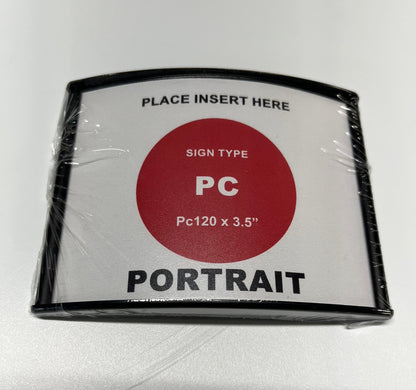 PLACE INSERT HERE
SIGN TYPE
PC
Pc120 x 3.5”
PORTRAIT